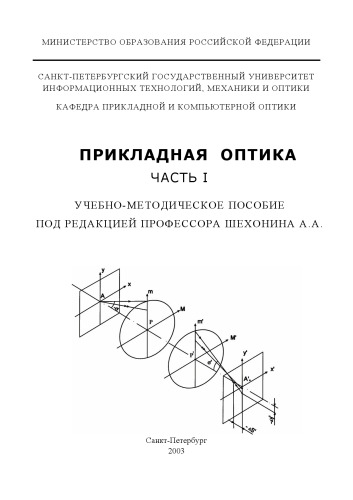 МИНИСТЕРСТВО ОБРАЗОВАНИЯ РОССИЙСКОЙ ФЕДЕРАЦИИ
САНКТ-ПЕТЕРБУРГСКИЙ ГОСУДАРСТВЕННЫЙ УНИВЕРСИТЕТ
ИНФОРМАЦИОННЫХ ТЕХНОЛОГИЙ, МЕХАНИКИ И ОПТИКИ
КАФЕДРА ПРИКЛАДНОЙ И КОМПЬЮТЕРНОЙ ОПТИКИ
ПРИКЛАДНАЯ ОПТИКА
ЧАСТЬ I
УЧЕБНО-МЕТОДИЧЕСКОЕ ПОСОБИЕ
ПОД РЕДАКЦИЕЙ ПРОФЕССОРА ШЕХОНИНА А.А.
y
x
A
m
M
m'
M'
y'
x'
A'
Санкт-Петербург
2003